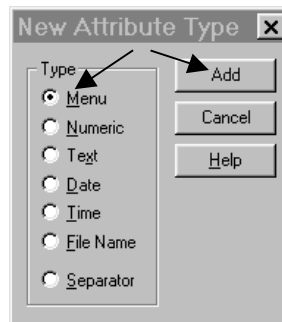 New Attribute Type
Type
Menu
Numeric
Text
Date
Time
File Name
Separator
Add
Cancel
Help